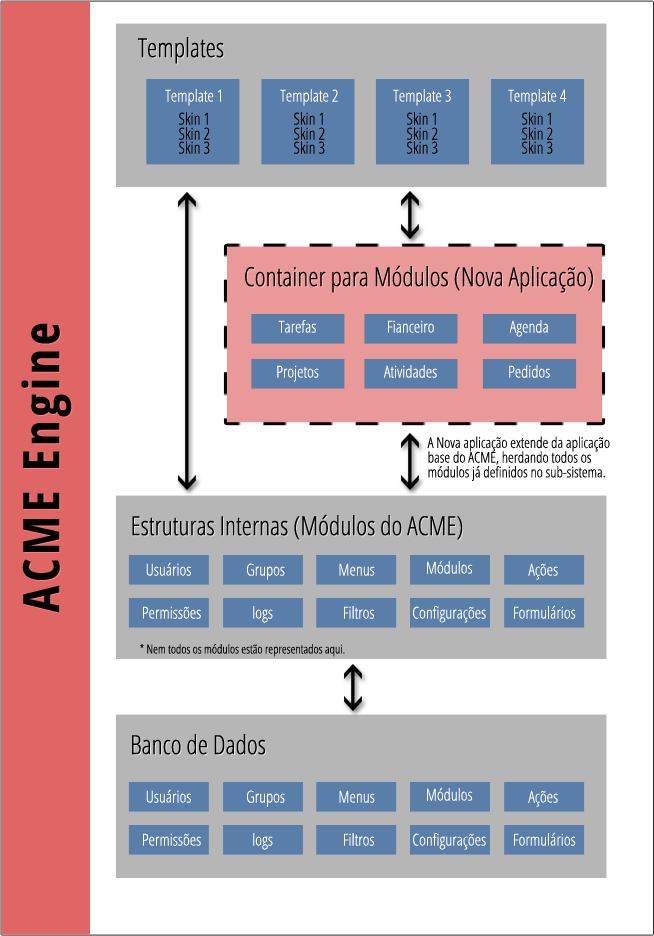 ACME Engine
Templates
Template 1
Skin 1
Skin 2
Skin 3
Template 2
Skin 1
Skin 2
Skin 3
Template 3
Skin 1
Skin 2
Skin 3
Template 4
Skin 1
Skin 2
Skin 3
Container para Módulos (Nova Aplicação)
Tarefas
Fianceiro
Agenda
Projetos
Atividades
Pedidos
A Nova aplicação extende da aplicação
base do ACME, herdando todos os
módulos já definidos no sub-sistema.
Estruturas Internas (Módulos do ACME)
Usuários
Grupos
Menus
Módulos
Ações
Permissões
logs
Filtros
Configurações
Formulários
* Nem todos os módulos estão representados aqui.
Banco de Dados
Usuários
Grupos
Menus
Módulos
Ações
Permissões
logs
Filtros
Configurações
Formulários